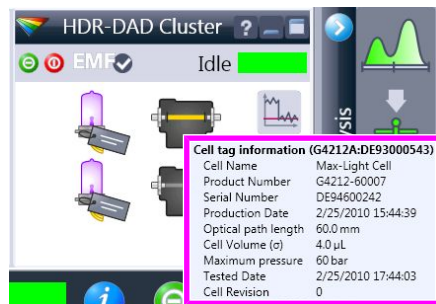 HDR-DAD Cluster ?
EMF Idle
ysis
Cell tag information (G4212A:DE93000543)
Cell Name Max-Light Cell
Product Number G4212-60007
Serial Number DE94600242
Production Date 2/25/2010 15:44:39
Optical path length 60.0 mm
Cell Volume (σ) 4.0 µL
Maximum pressure 60 bar
Tested Date 2/25/2010 17:44:03
Cell Revision 0